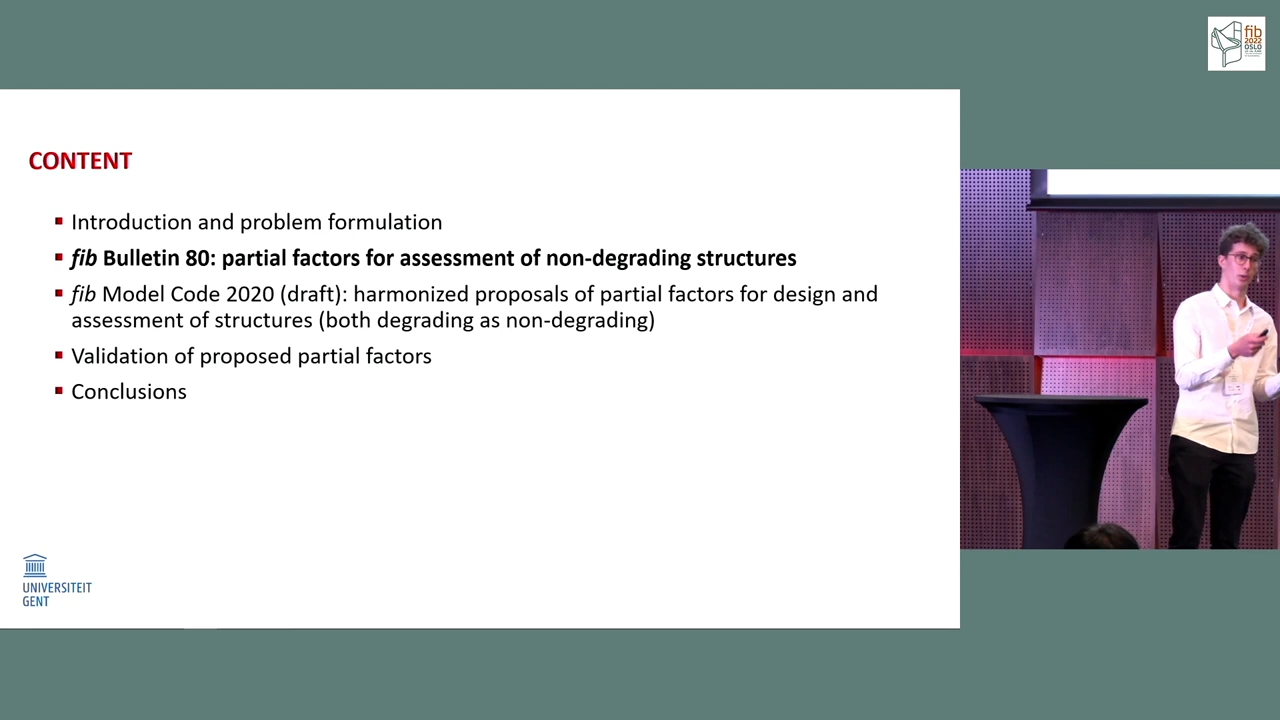 fib
2022
OSLO
CONTENT
Introduction and problem formulation
fib Bulletin 80: partial factors for assessment of non-degrading structures
fib Model Code 2020 (draft): harmonized proposals of partial factors for design and
assessment of structures (both degrading as non-degrading)
Validation of proposed partial factors
Conclusions
UNIVERSITEIT
GENT